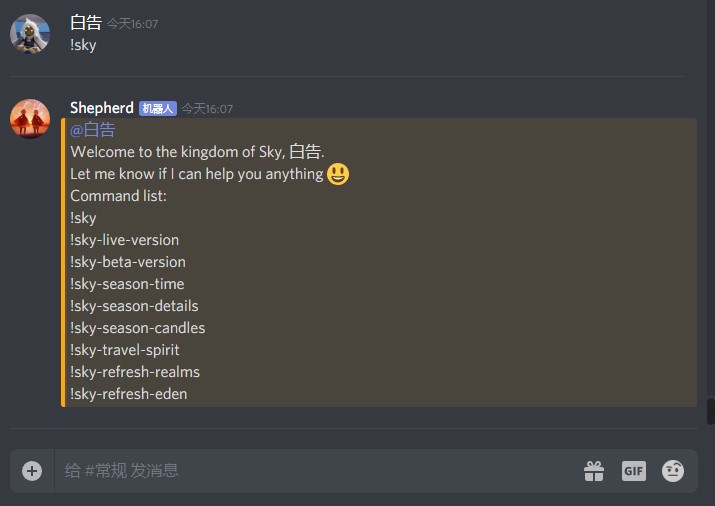 白告 今天16:07
!sky
Shepherd 机器人 今天16:07
@白告
Welcome to the kingdom of Sky, 白告.
Let me know if I can help you anything
Command list:
!sky
!sky-live-version
!sky-beta-version
!sky-season-time
!sky-season-details
!sky-season-candles
!sky-travel-spirit
!sky-refresh-realms
!sky-refresh-eden
给 #常规 发消息
GIF